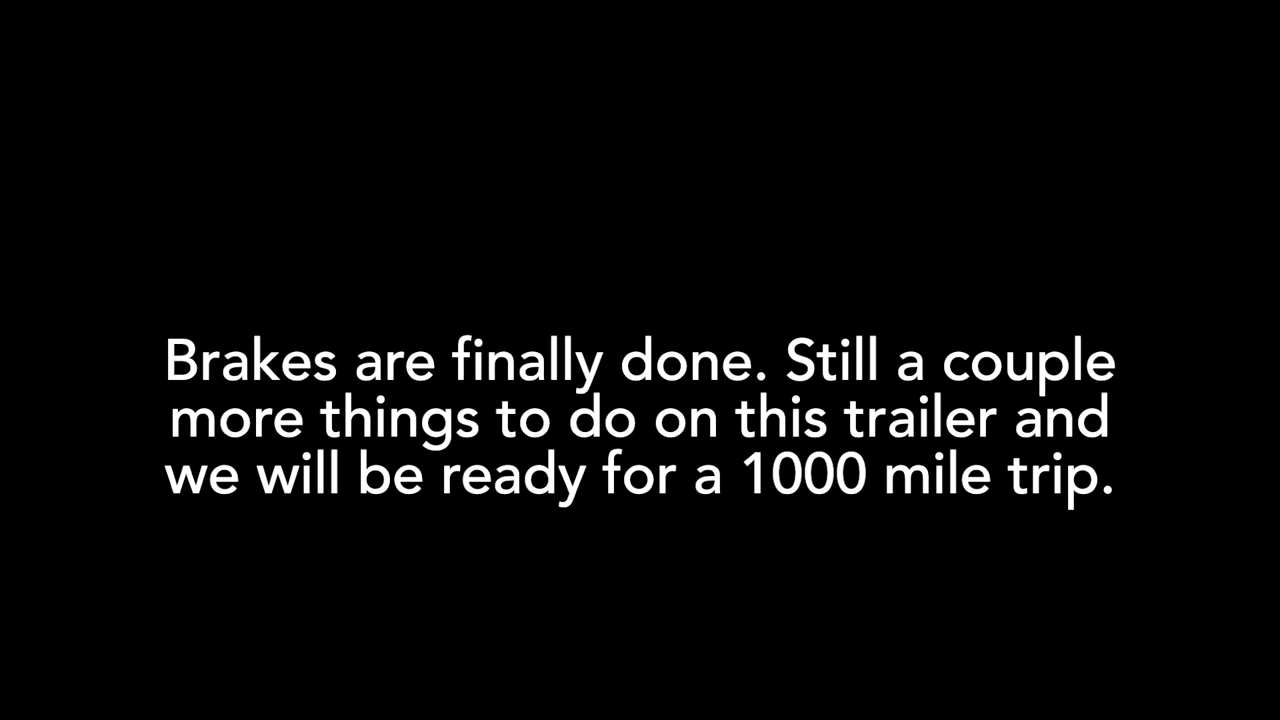 Brakes are finally done. Still a couple
more things to do on this trailer and
we will be ready for a 1000 mile trip.